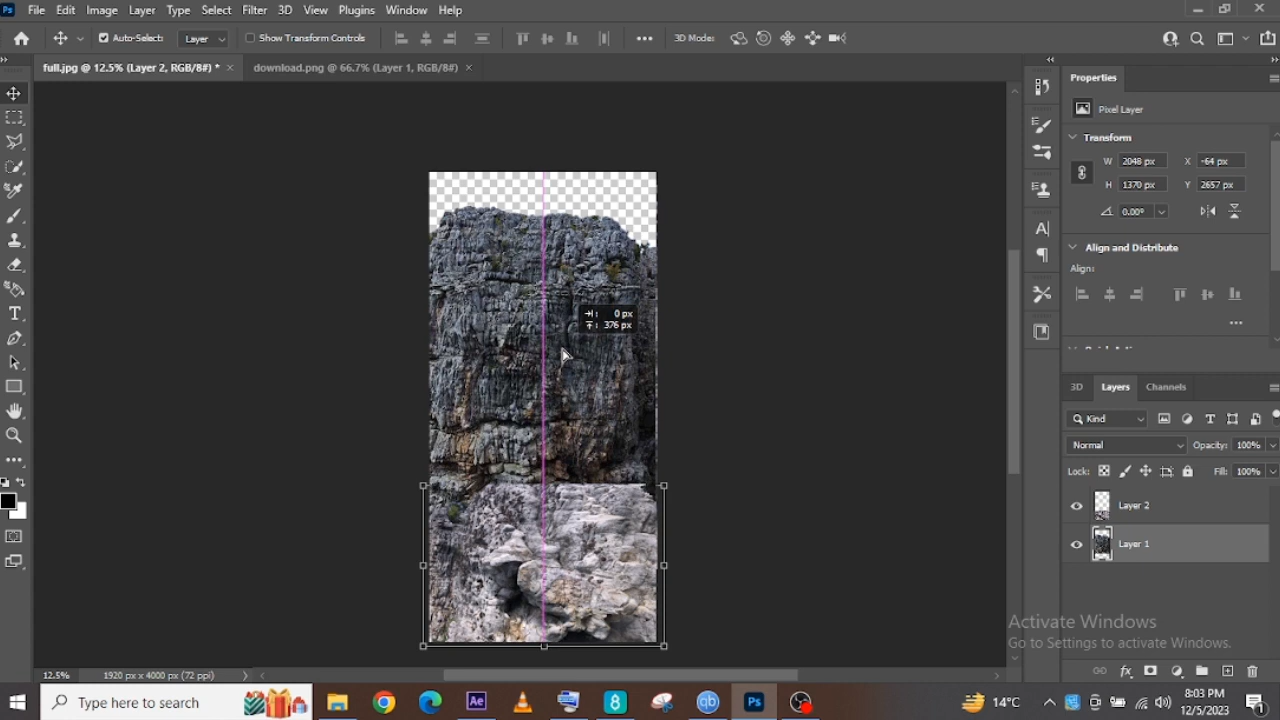 Ps File Edit Image Layer Type Select Filter 3D View Plugins Window Help
Auto-Select: Layer Show Transform Controls 3D Mode:
full.jpg @ 12.5% (Layer 2, RGB/8#) * × download.png @ 66.7% (Layer 1, RGB/8#) ×
Properties
Pixel Layer
Transform
W 2048 px X -64 px
H 1370 px Y 2657 px
0.00°
Align and Distribute
Align:
0 px
376 px
3D Layers Channels
Kind
Normal Opacity: 100%
Lock: Fill: 100%
Layer 2
Layer 1
Activate Windows
Go to Settings to activate Windows.
12.5% 1920 px x 4000 px (72 ppi)
Type here to search
Ae
8
qb
Ps
14°C
8:03 PM
12/5/2023